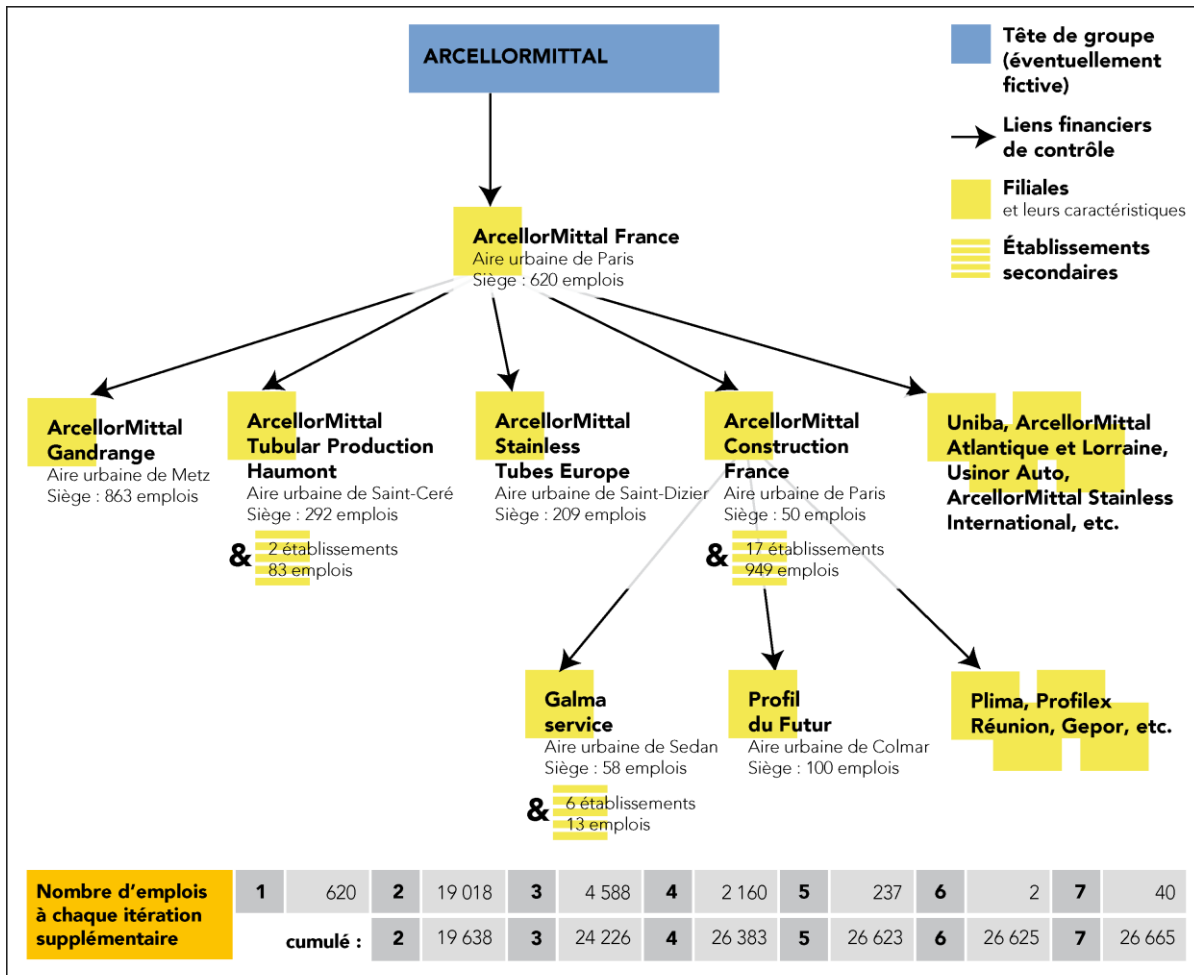 ARCELLORMITTAL
Tête de groupe
(éventuellement
fictive)
Liens financiers
de contrôle
Filiales
et leurs caractéristiques
Établissements
secondaires
ArcellorMittal France
Aire urbaine de Paris
Siège : 620 emplois
ArcellorMittal
Gandrange
Aire urbaine de Metz
Siège : 863 emplois
ArcellorMittal
Tubular Production
Haumont
Aire urbaine de Saint-Ceré
Siège : 292 emplois
& 2 établissements
83 emplois
ArcellorMittal
Stainless
Tubes Europe
Aire urbaine de Saint-Dizier
Siège : 209 emplois
ArcellorMittal
Construction
France
Aire urbaine de Paris
Siège : 50 emplois
& 17 établissements
949 emplois
Uniba, ArcellorMittal
Atlantique et Lorraine,
Usinor Auto,
ArcellorMittal Stainless
International, etc.
Galma
service
Aire urbaine de Sedan
Siège : 58 emplois
& 6 établissements
13 emplois
Profil
du Futur
Aire urbaine de Colmar
Siège : 100 emplois
Plima, Profilex
Réunion, Gepor, etc.
Nombre d'emplois
à chaque itération
supplémentaire
1 620 2 19 018 3 4 588 4 2 160 5 237 6 2 7 40
cumulé : 2 19 638 3 24 226 4 26 383 5 26 623 6 26 625 7 26 665